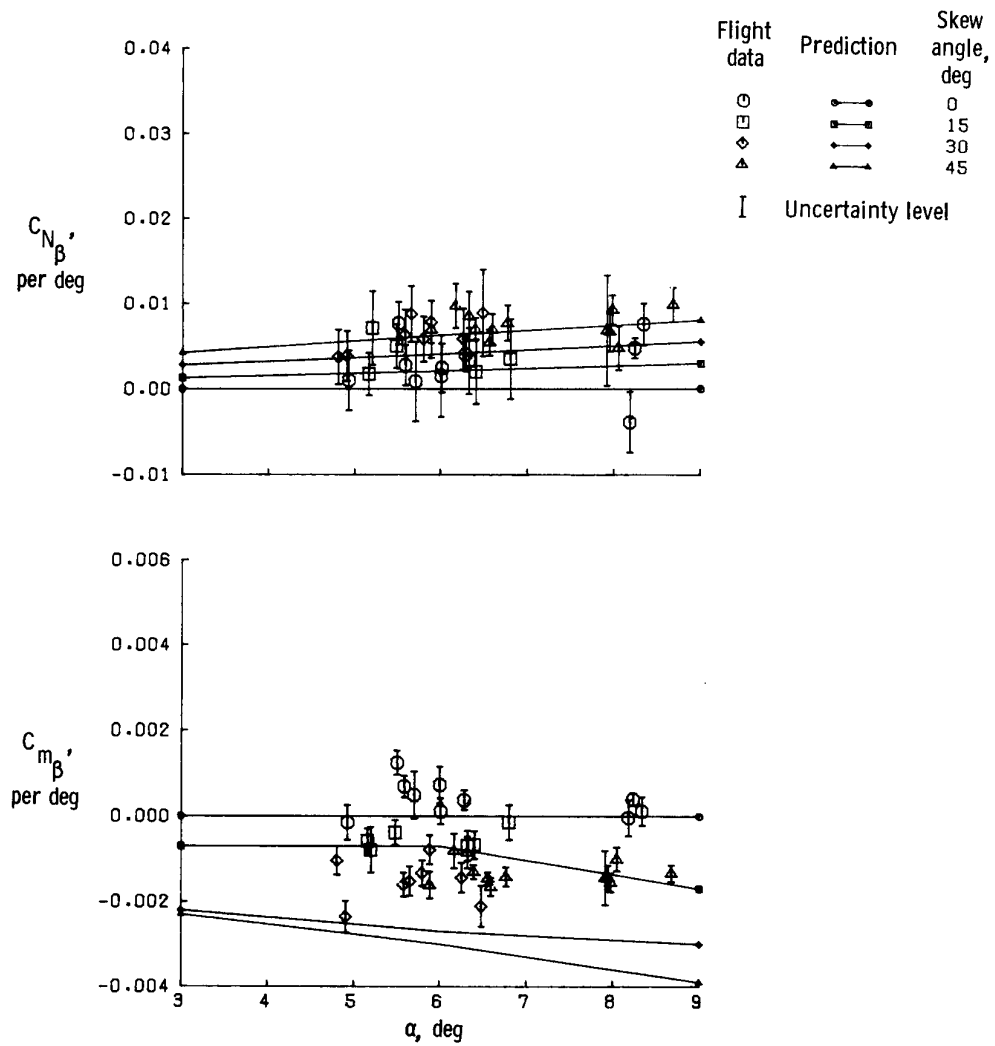 Flight data
Prediction
Skew angle, deg
0
15
30
45
Uncertainty level
0.04
0.03
0.02
0.01
0.00
-0.01
C_Nβ, per deg
0.006
0.004
0.002
0.000
-0.002
-0.004
C_mβ, per deg
3 4 5 6 7 8 9
α, deg